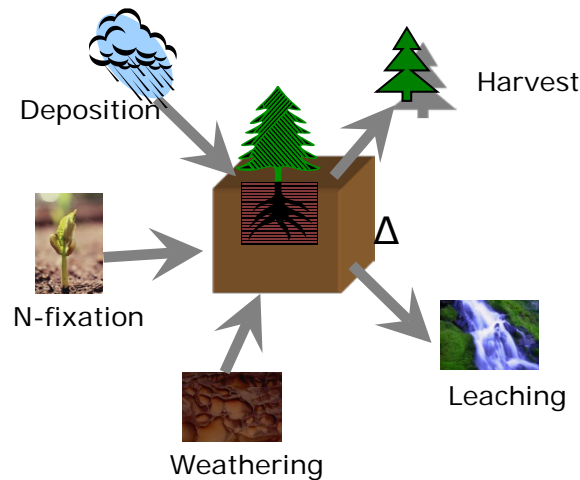 Deposition
Harvest
Δ
N-fixation
Leaching
Weathering